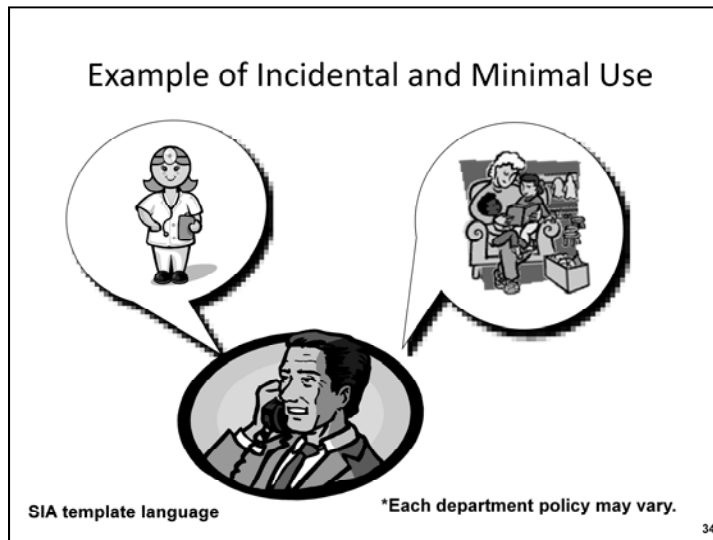 Example of Incidental and Minimal Use
SIA template language
*Each department policy may vary.
34